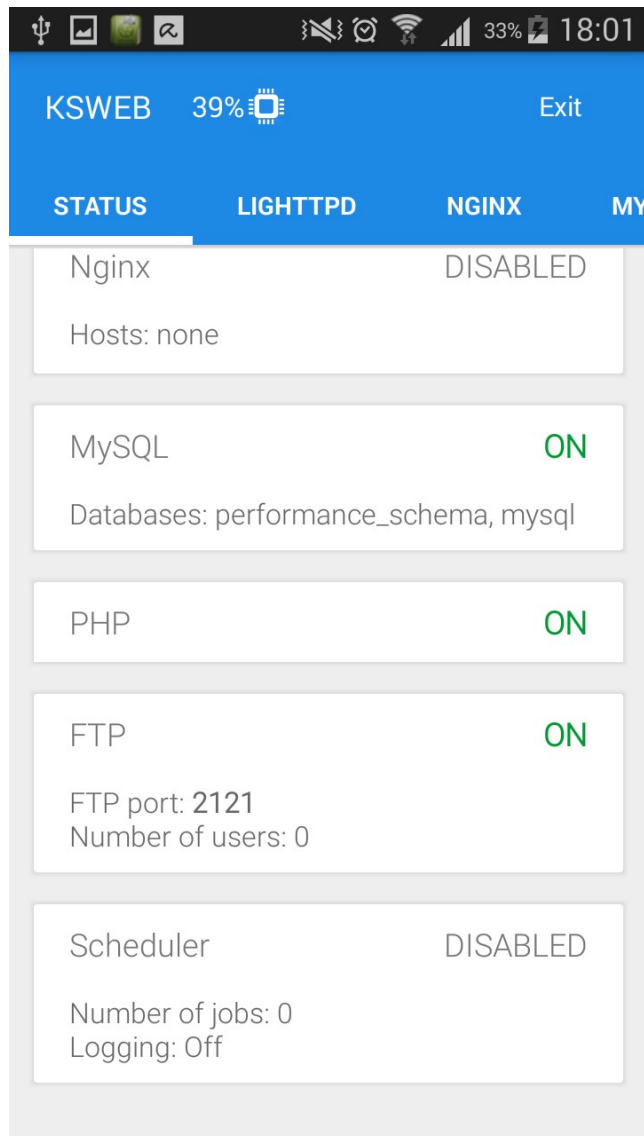 33% 18:01
KSWEB 39% Exit
STATUS LIGHTTPD NGINX MY
Nginx DISABLED
Hosts: none
MySQL ON
Databases: performance_schema, mysql
PHP ON
FTP ON
FTP port: 2121
Number of users: 0
Scheduler DISABLED
Number of jobs: 0
Logging: Off